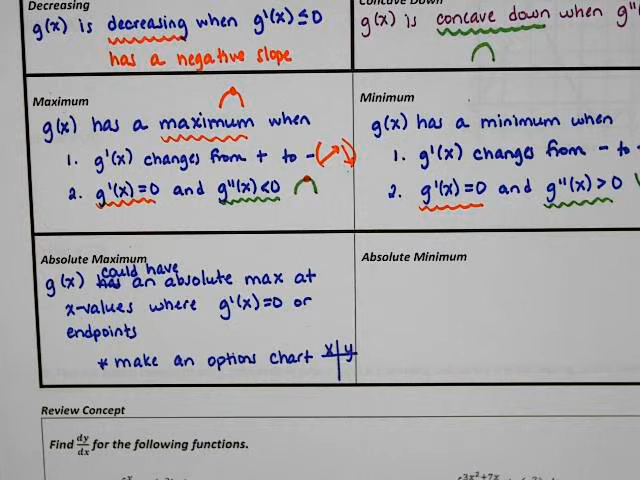 Decreasing
g(x) is decreasing when g'(x) ≤ 0
has a negative slope
Concave Down
g(x) is concave down when g"
Maximum
g(x) has a maximum when
1. g'(x) changes from + to -
2. g'(x) = 0 and g"(x) < 0
Minimum
g(x) has a minimum when
1. g'(x) changes from - to
2. g'(x) = 0 and g"(x) > 0
Absolute Maximum
could have
g(x) has an absolute max at
x-values where g'(x) = 0 or
endpoints
* make an options chart x y
Absolute Minimum
Review Concept
Find dy/dx for the following functions.